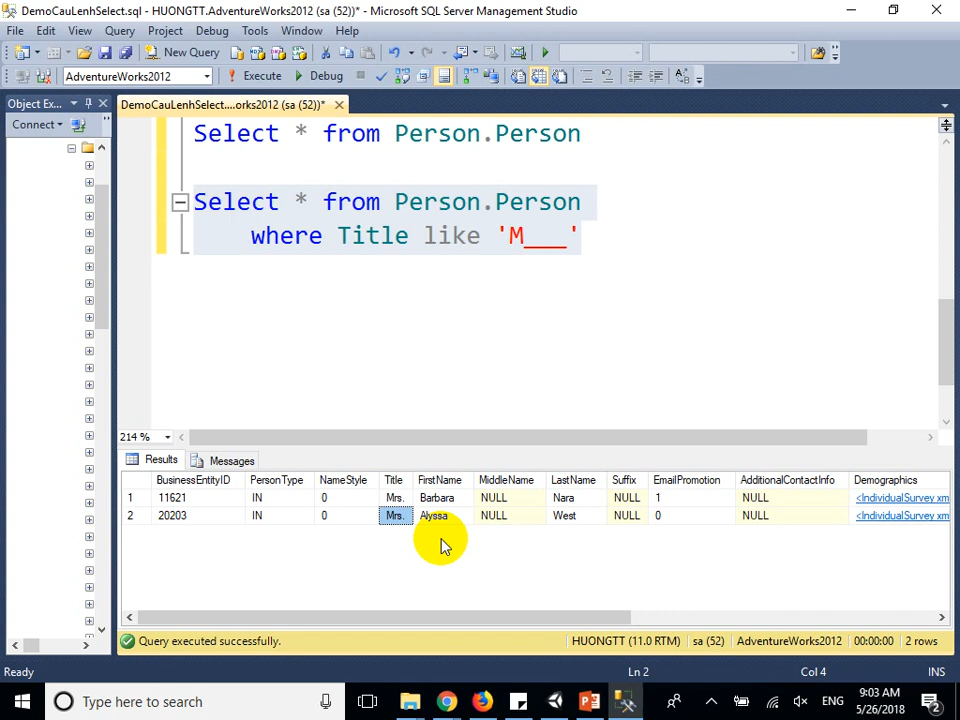 DemoCauLenhSelect.sql - HUONGTT.AdventureWorks2012 (sa (52))* - Microsoft SQL Server Management Studio
File Edit View Query Project Debug Tools Window Help
New Query
AdventureWorks2012 Execute Debug
Object Ex... DemoCauLenhSelect....orks2012 (sa (52))*
Connect
Select * from Person.Person
Select * from Person.Person
where Title like 'M___'
214 %
Results Messages
BusinessEntityID PersonType NameStyle Title FirstName MiddleName LastName Suffix EmailPromotion AdditionalContactInfo Demographics
1 11621 IN 0 Mrs. Barbara NULL Nara NULL 1 NULL <IndividualSurvey xm
2 20203 IN 0 Mrs. Alyssa NULL West NULL 0 NULL <IndividualSurvey xm
Query executed successfully. HUONGTT (11.0 RTM) sa (52) AdventureWorks2012 00:00:00 2 rows
Ready Ln 2 Col 4 INS
Type here to search ENG 9:03 AM
5/26/2018 2